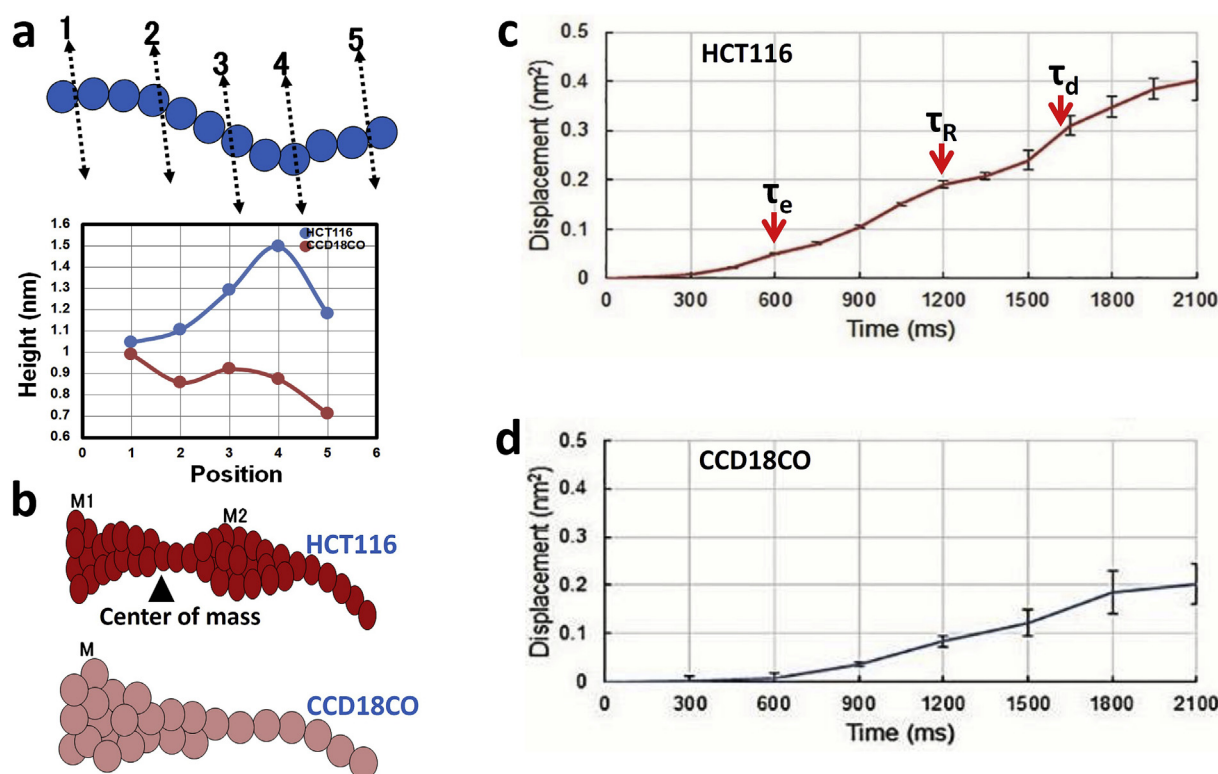 a
1
2
3
4
5
1.6
1.5
1.4
1.3
1.2
1.1
1
0.9
0.8
0.7
0.6
Height (nm)
HCT116
CCD18CO
0 1 2 3 4 5 6
Position
b
M1
M2
HCT116
Center of mass
M
CCD18CO
c
HCT116
0.5
0.4
0.3
0.2
0.1
0
Displacement (nm²)
τe
τR
τd
0 300 600 900 1200 1500 1800 2100
Time (ms)
d
CCD18CO
0.5
0.4
0.3
0.2
0.1
0
Displacement (nm²)
0 300 600 900 1200 1500 1800 2100
Time (ms)